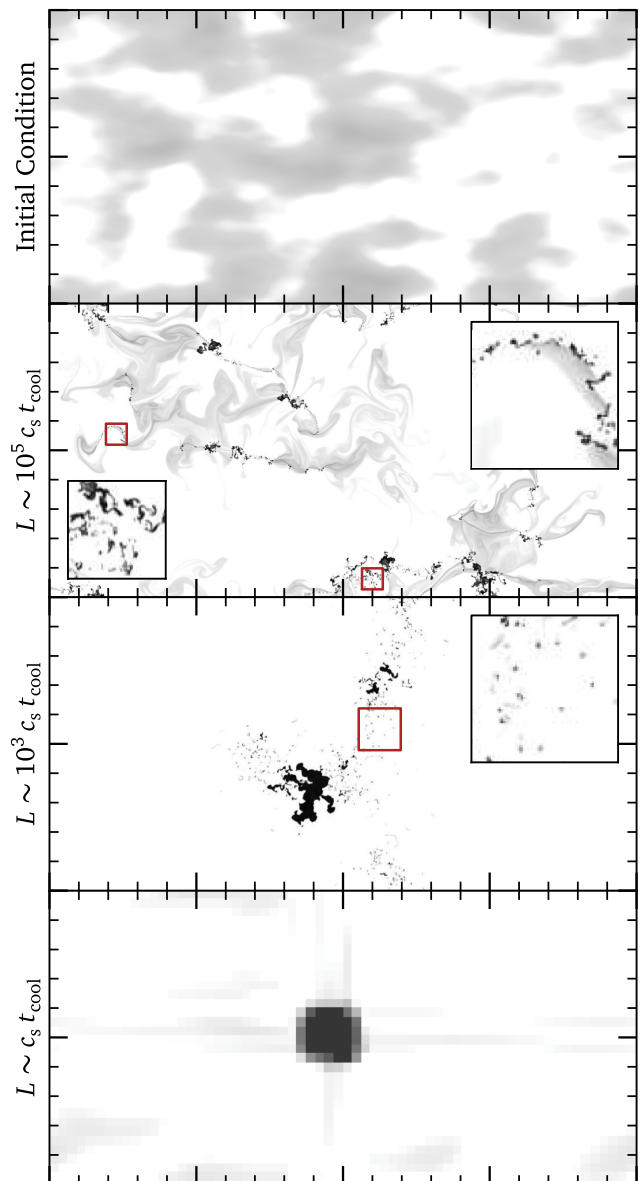 Initial Condition
L ~ 10⁵ cₛ t_cool
L ~ 10³ cₛ t_cool
L ~ cₛ t_cool